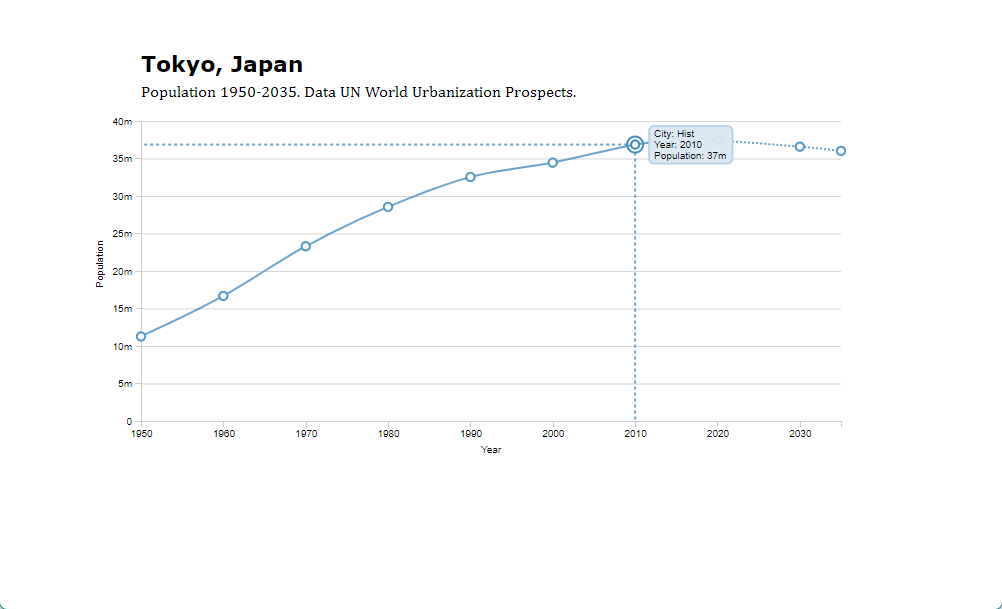 Tokyo, Japan
Population 1950-2035. Data UN World Urbanization Prospects.
40m
35m
30m
25m
20m
15m
10m
5m
0
Population
City: Hist
Year: 2010
Population: 37m
1950 1960 1970 1980 1990 2000 2010 2020 2030
Year